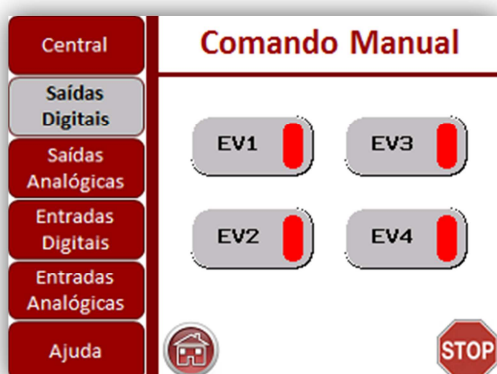 Central
Saídas
Digitais
Saídas
Analógicas
Entradas
Digitais
Entradas
Analógicas
Ajuda
Comando Manual
EV1
EV3
EV2
EV4
STOP